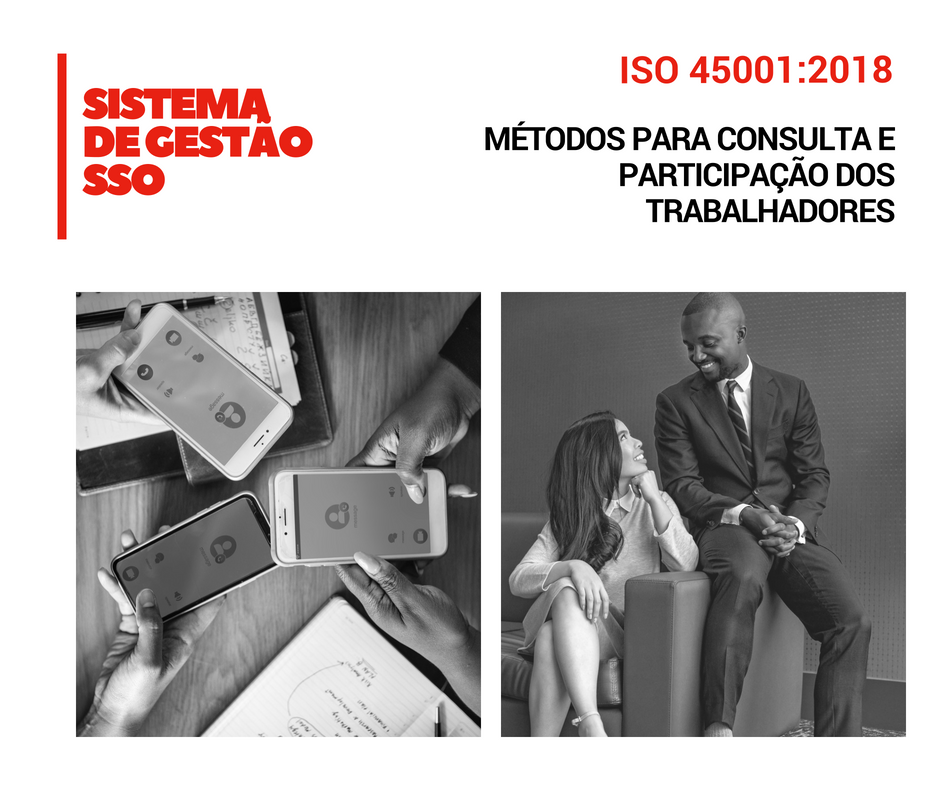 SISTEMA
DE GESTÃO
SSO
ISO 45001:2018
MÉTODOS PARA CONSULTA E
PARTICIPAÇÃO DOS
TRABALHADORES